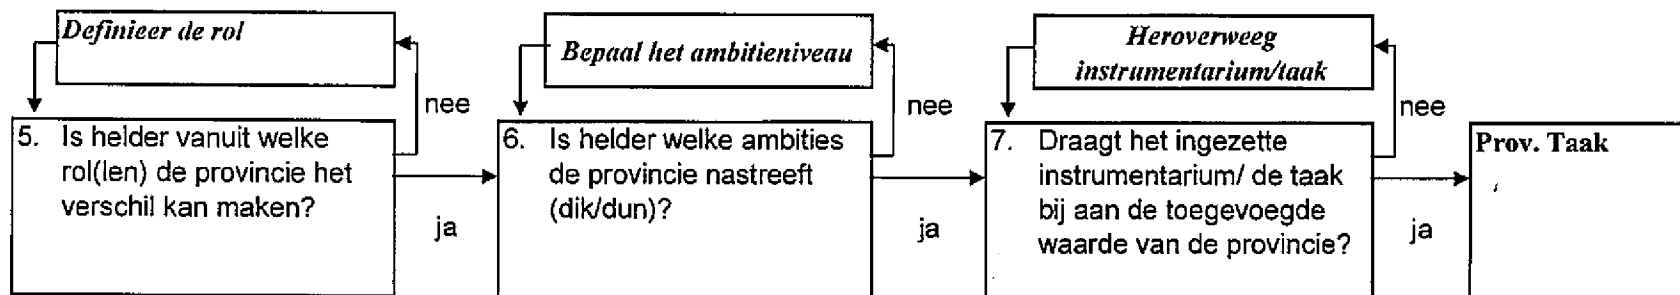 Definieer de rol
nee
5. Is helder vanuit welke
rol(len) de provincie het
verschil kan maken?
ja
Bepaal het ambitieniveau
nee
6. Is helder welke ambities
de provincie nastreeft
(dik/dun)?
ja
Heroverweeg
instrumentarium/taak
nee
7. Draagt het ingezette
instrumentarium/ de taak
bij aan de toegevoegde
waarde van de provincie?
ja
Prov. Taak